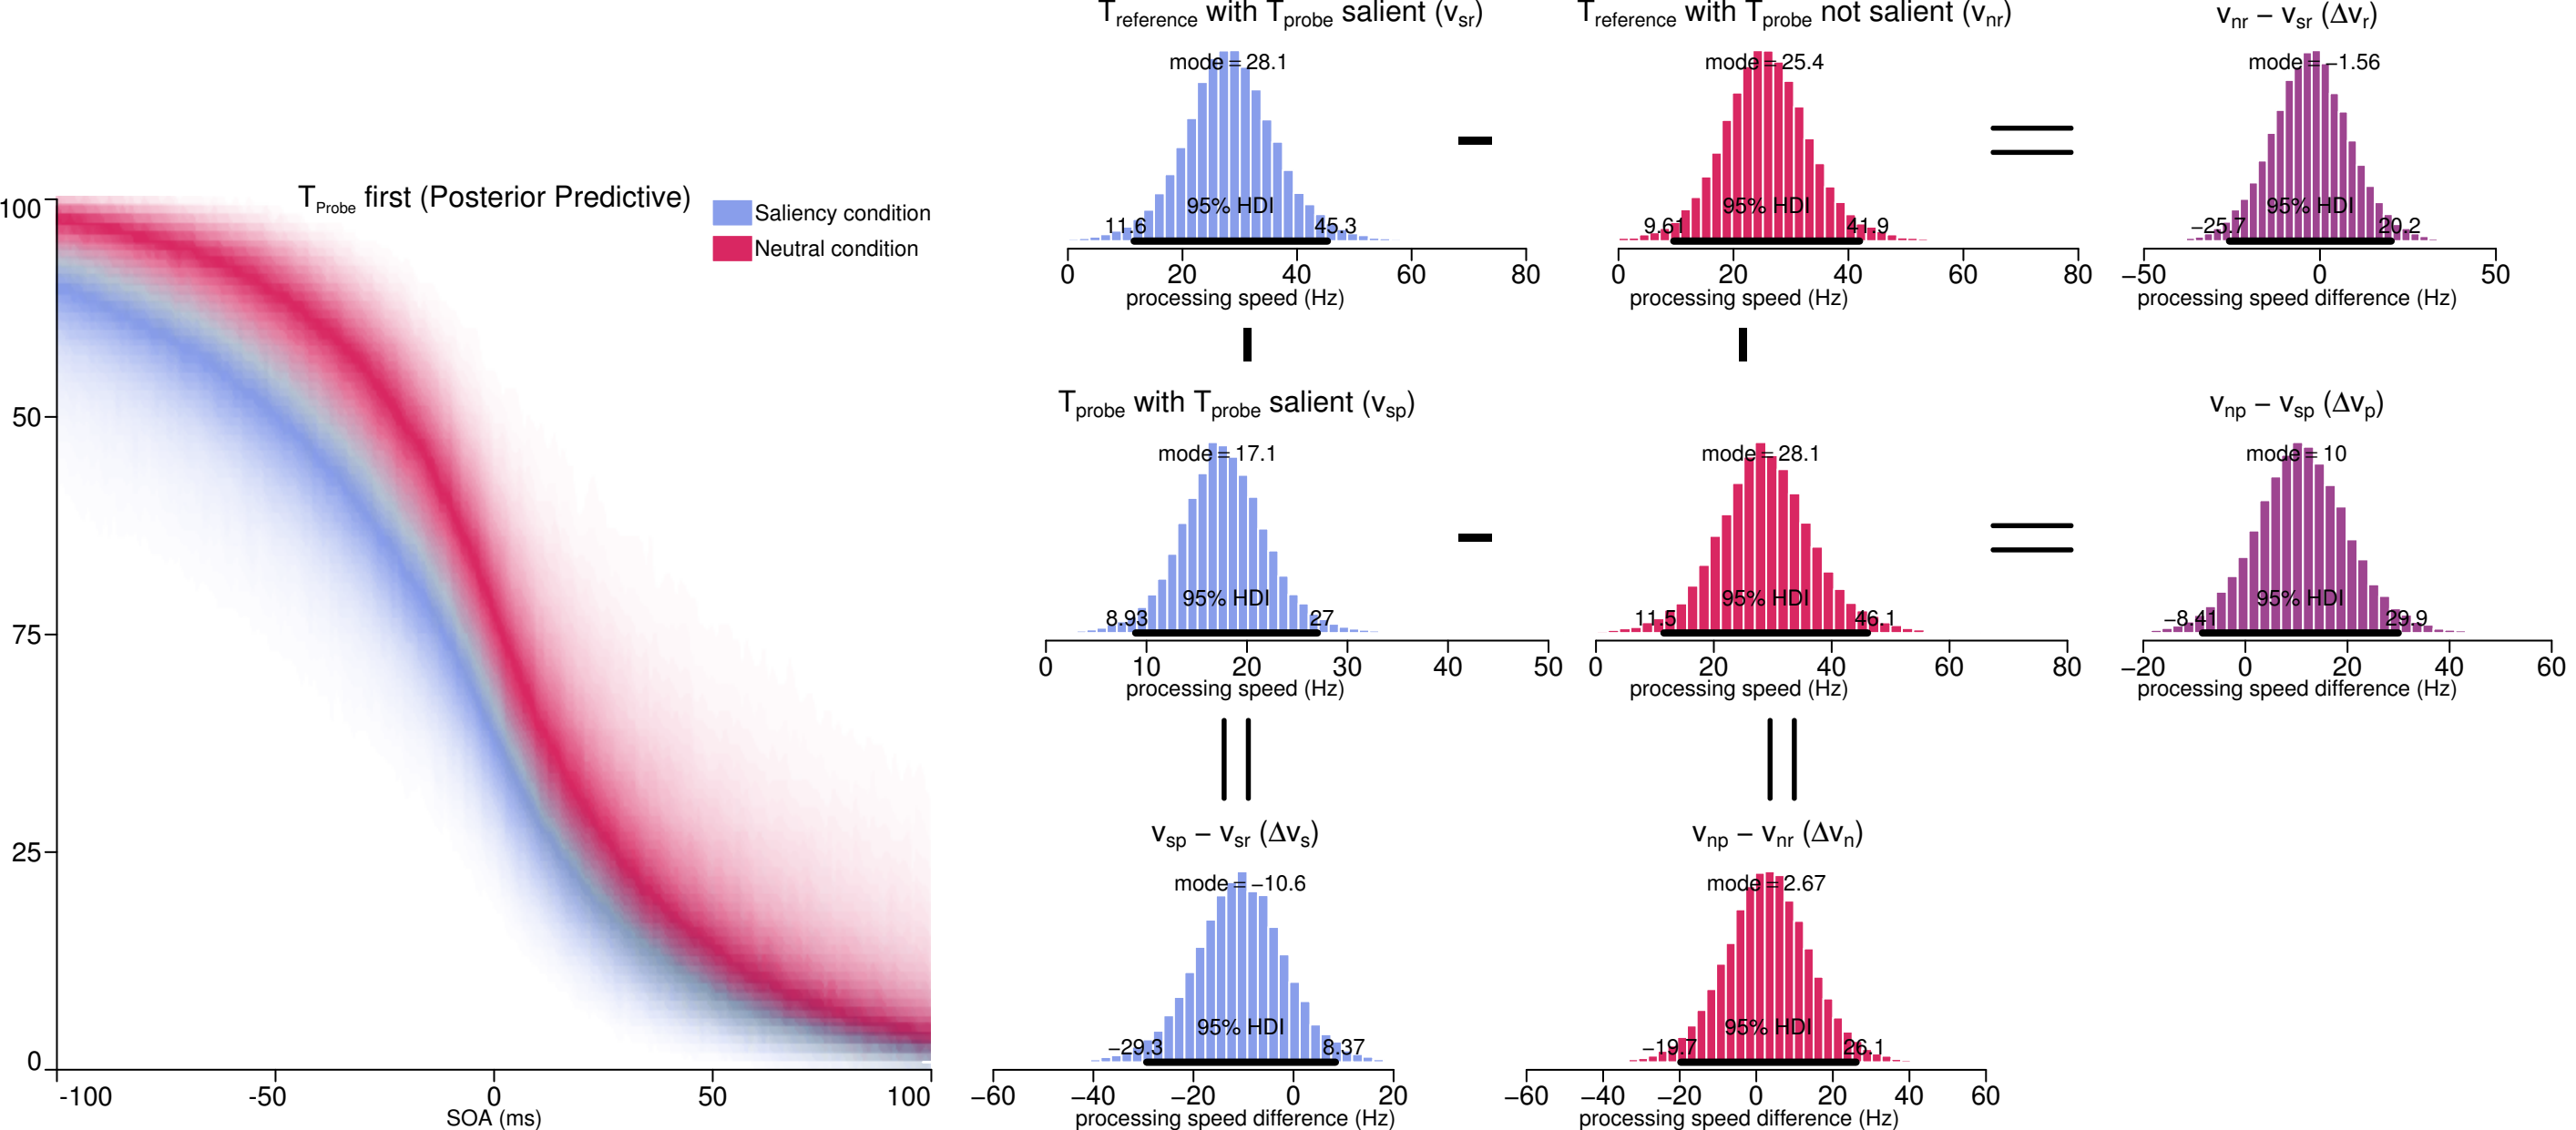 T_Probe first (Posterior Predictive)
Saliency condition
Neutral condition
100
50
75
25
0
-100 -50 0 50 100
SOA (ms)
T_reference with T_probe salient (v_sr)
mode = 28.1
95% HDI
11.6 45.3
0 20 40 60 80
processing speed (Hz)
T_reference with T_probe not salient (v_nr)
mode = 25.4
95% HDI
9.61 41.9
0 20 40 60 80
processing speed (Hz)
v_nr − v_sr (Δv_r)
mode = −1.56
95% HDI
−25.7 20.2
−50 0 50
processing speed difference (Hz)
T_probe with T_probe salient (v_sp)
mode = 17.1
95% HDI
8.93 27
0 10 20 30 40 50
processing speed (Hz)
mode = 28.1
95% HDI
11.5 46.1
0 20 40 60 80
processing speed (Hz)
v_np − v_sp (Δv_p)
mode = 10
95% HDI
−8.41 29.9
−20 0 20 40 60
processing speed difference (Hz)
v_sp − v_sr (Δv_s)
mode = −10.6
95% HDI
−29.3 8.37
−60 −40 −20 0 20
processing speed difference (Hz)
v_np − v_nr (Δv_n)
mode = 2.67
95% HDI
−19.7 26.1
−60 −40 −20 0 20 40 60
processing speed difference (Hz)